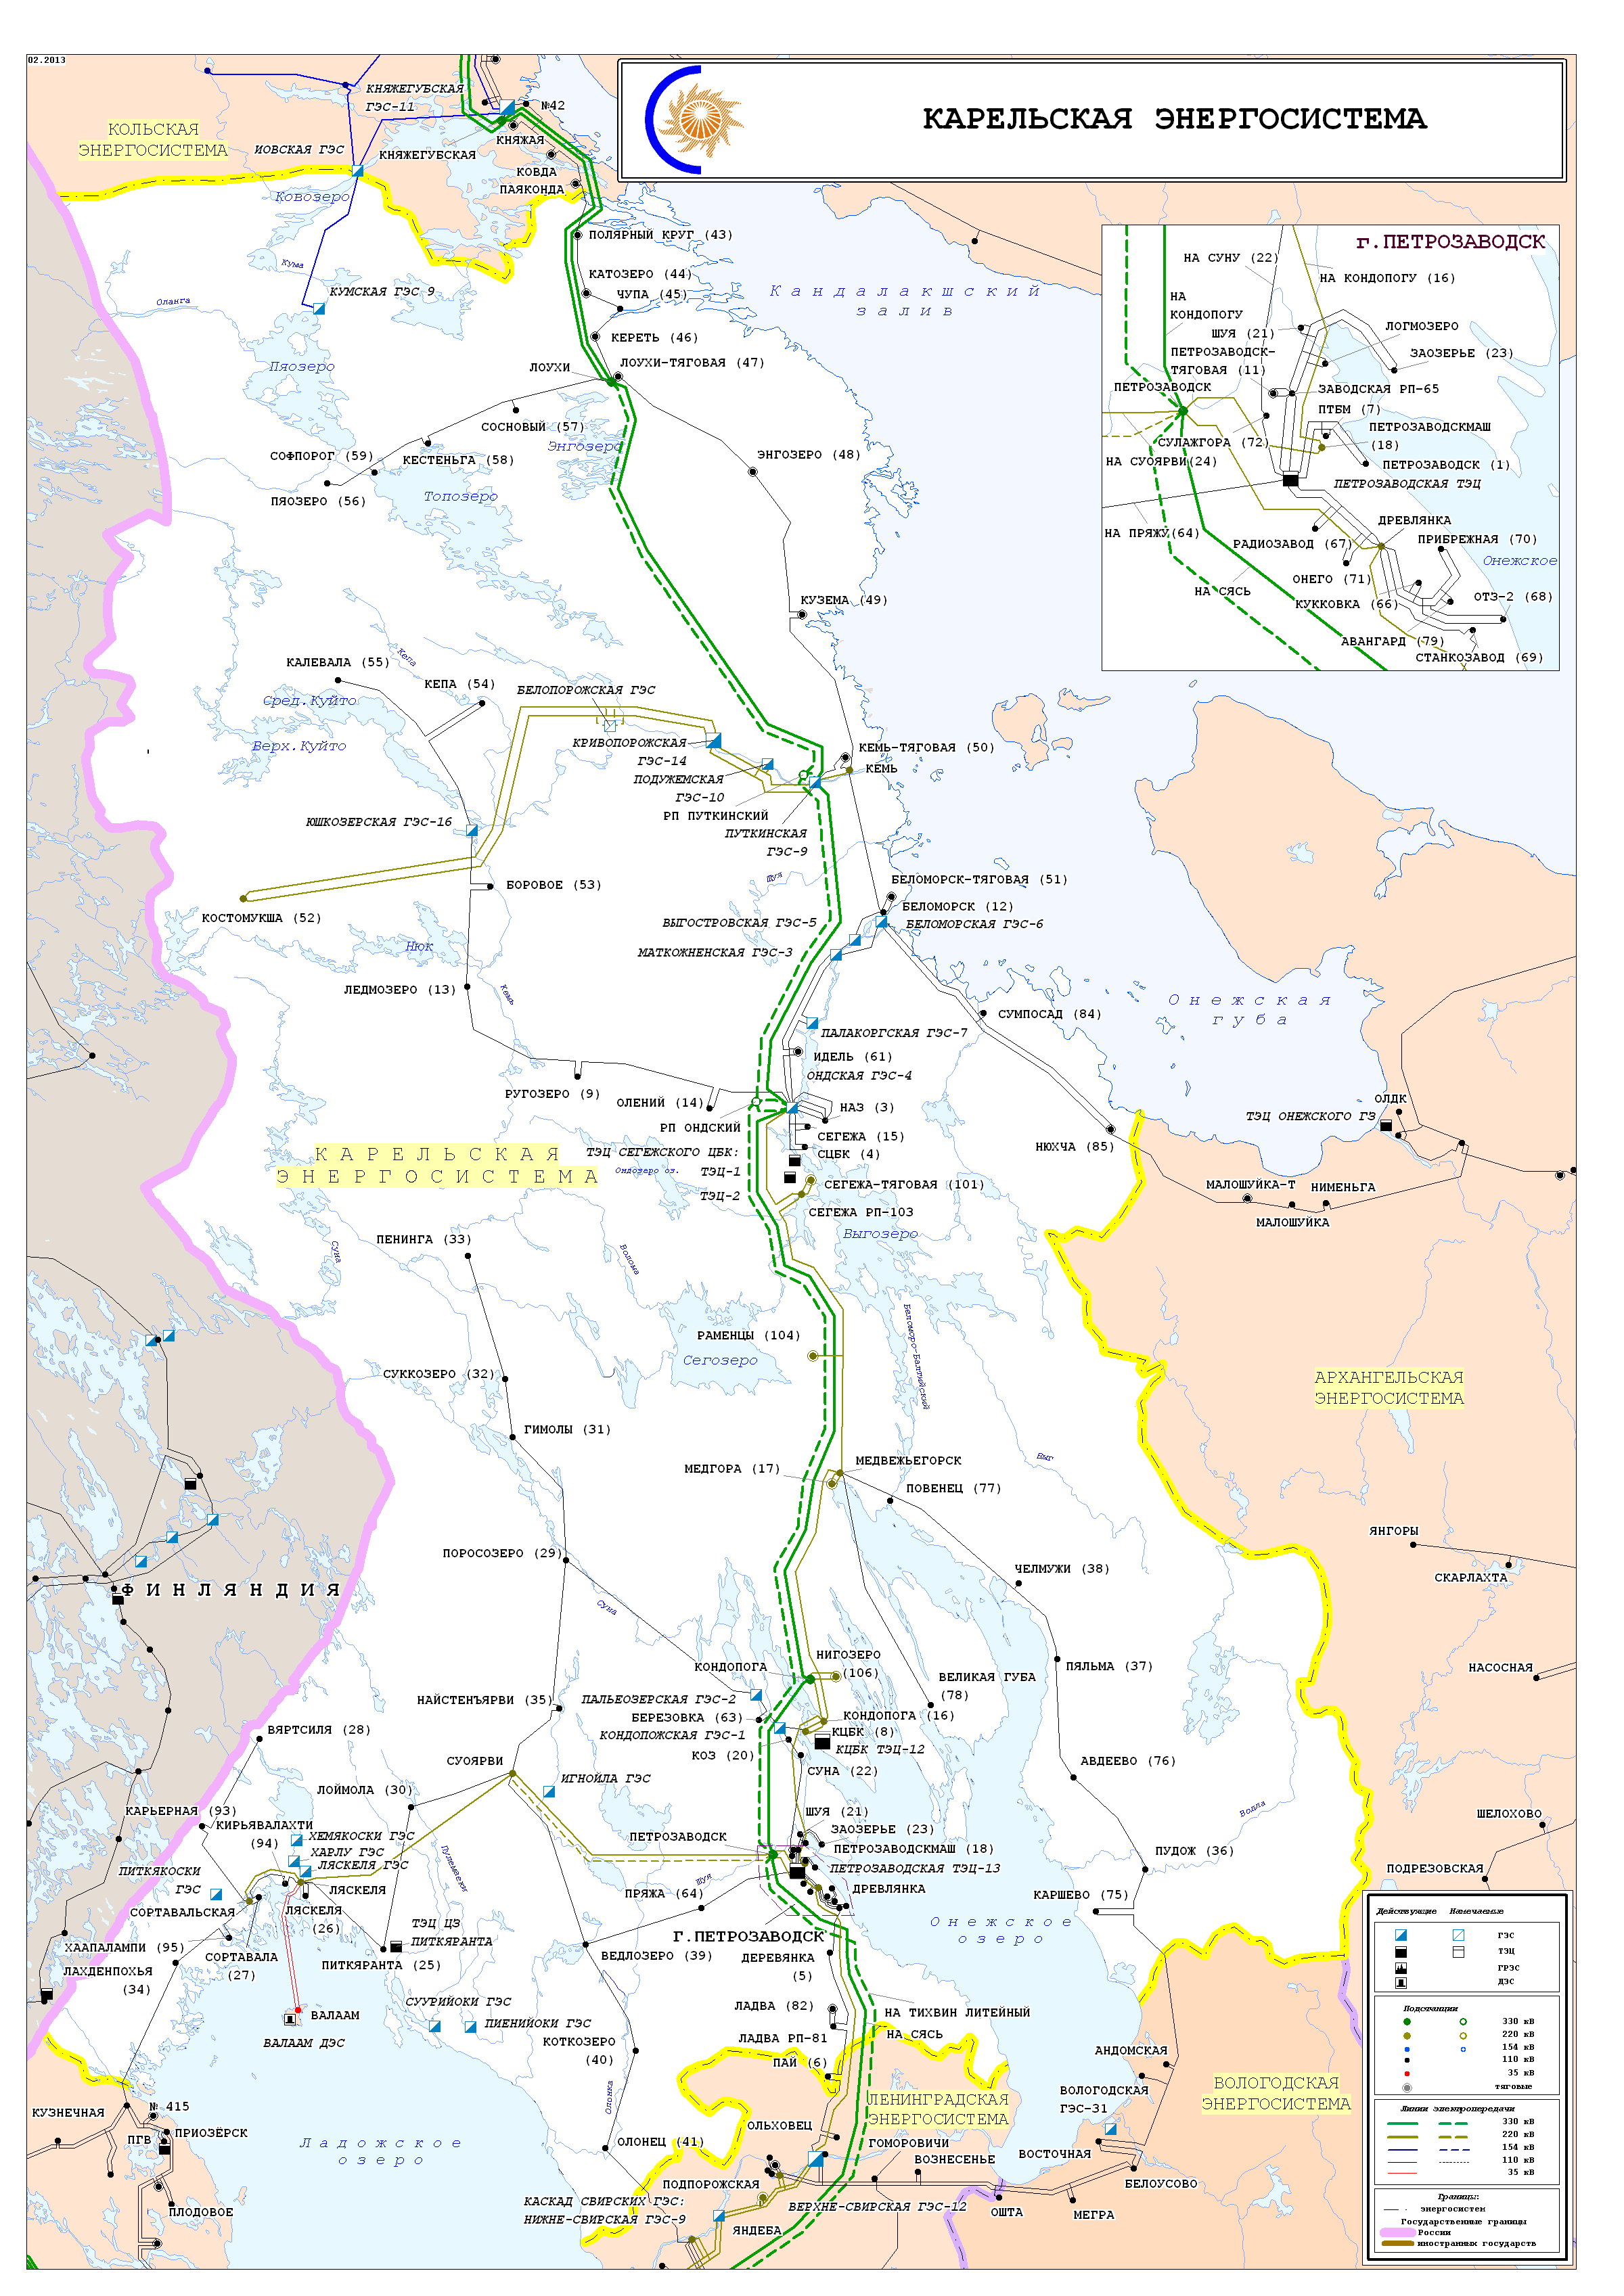 02.2013
КАРЕЛЬСКАЯ ЭНЕРГОСИСТЕМА
КОЛЬСКАЯ
ЭНЕРГОСИСТЕМА
КНЯЖЕГУБСКАЯ
ГЭС-11
№42
ИОВСКАЯ ГЭС
КНЯЖЕГУБСКАЯ
КНЯЖАЯ
КОВДА
ПАЯКОНДА
Ковозеро
Кума
Оланга
КУМСКАЯ ГЭС 9
ПОЛЯРНЫЙ КРУГ (43)
КАТОЗЕРО (44)
ЧУПА (45)
КЕРЕТЬ (46)
ЛОУХИ
ЛОУХИ-ТЯГОВАЯ (47)
Пяозеро
Кандалакшский
залив
СОСНОВЫЙ (57)
Энгозеро
СОФПОРОГ (59)
КЕСТЕНЬГА (58)
ПЯОЗЕРО (56)
Топозеро
ЭНГОЗЕРО (48)
КУЗЕМА (49)
г.ПЕТРОЗАВОДСК
НА СУНУ (22)
НА КОНДОПОГУ (16)
НА
КОНДОПОГУ
ШУЯ (21)
ЛОГМОЗЕРО
ПЕТРОЗАВОДСК-
ТЯГОВАЯ (11)
ЗАОЗЕРЬЕ (23)
ПЕТРОЗАВОДСК
ЗАВОДСКАЯ РП-65
ПТБМ (7)
ПЕТРОЗАВОДСКМАШ
(18)
СУЛАЖГОРА (72)
НА СУОЯРВИ(24)
ПЕТРОЗАВОДСК (1)
ПЕТРОЗАВОДСКАЯ ТЭЦ
ДРЕВЛЯНКА
НА ПРЯЖУ(64)
РАДИОЗАВОД (67)
ПРИБРЕЖНАЯ (70)
Онежское
ОНЕГО (71)
НА СЯСЬ
КУККОВКА (66)
ОТЗ-2 (68)
АВАНГАРД (79)
СТАНКОЗАВОД (69)
КАЛЕВАЛА (55)
Кепа
КЕПА (54)
Сред.Куйто
Верх.Куйто
БЕЛОПОРОЖСКАЯ ГЭС
КРИВОПОРОЖСКАЯ
ГЭС-14
ПОДУЖЕМСКАЯ
ГЭС-10
РП ПУТКИНСКИЙ
КЕМЬ-ТЯГОВАЯ (50)
КЕМЬ
ПУТКИНСКАЯ
ГЭС-9
ЮШКОЗЕРСКАЯ ГЭС-16
БОРОВОЕ (53)
КОСТОМУКША (52)
Шуя
БЕЛОМОРСК-ТЯГОВАЯ (51)
БЕЛОМОРСК (12)
БЕЛОМОРСКАЯ ГЭС-6
ВЫГОСТРОВСКАЯ ГЭС-5
МАТКОЖНЕНСКАЯ ГЭС-3
Нюк
ЛЕДМОЗЕРО (13)
Кемь
Онежская
губа
СУМПОСАД (84)
ПАЛАКОРГСКАЯ ГЭС-7
ИДЕЛЬ (61)
ОНДСКАЯ ГЭС-4
РУГОЗЕРО (9)
ОЛЕНИЙ (14)
НАЗ (3)
РП ОНДСКИЙ
СЕГЕЖА (15)
СЦБК (4)
ОЛДК
ТЭЦ ОНЕЖСКОГО ГЗ
НЮХЧА (85)
КАРЕЛЬСКАЯ
ЭНЕРГОСИСТЕМА
ТЭЦ СЕГЕЖСКОГО ЦБК:
Ондозеро оз.
ТЭЦ-1
ТЭЦ-2
СЕГЕЖА-ТЯГОВАЯ (101)
СЕГЕЖА РП-103
МАЛОШУЙКА-Т
НИМЕНЬГА
МАЛОШУЙКА
Выгозеро
ПЕНИНГА (33)
Суна
Волома
Беломоро-Балтийский
РАМЕНЦЫ (104)
Сегозеро
СУККОЗЕРО (32)
АРХАНГЕЛЬСКАЯ
ЭНЕРГОСИСТЕМА
ГИМОЛЫ (31)
МЕДГОРА (17)
МЕДВЕЖЬЕГОРСК
ПОВЕНЕЦ (77)
Выг
ЯНГОРЫ
СКАРЛАХТА
ФИНЛЯНДИЯ
ПОРОСОЗЕРО (29)
Суна
ЧЕЛМУЖИ (38)
НИГОЗЕРО
(106)
КОНДОПОГА
ПЯЛЬМА (37)
НАСОСНАЯ
ВЕЛИКАЯ ГУБА
(78)
НАЙСТЕНЪЯРВИ (35)
ПАЛЬЕОЗЕРСКАЯ ГЭС-2
БЕРЕЗОВКА (63)
КОНДОПОЖСКАЯ ГЭС-1
КОНДОПОГА (16)
КЦБК (8)
КЦБК ТЭЦ-12
КОЗ (20)
СУНА (22)
ВЯРТСИЛЯ (28)
СУОЯРВИ
ИГНОЙЛА ГЭС
АВДЕЕВО (76)
ЛОЙМОЛА (30)
КАРЬЕРНАЯ (93)
КИРЬЯВАЛАХТИ
(94)
ХЕМЯКОСКИ ГЭС
ХАРЛУ ГЭС
ЛЯСКЕЛЯ ГЭС
ПИТКЯКОСКИ
ГЭС
ЛЯСКЕЛЯ
ЛЯСКЕЛЯ
(26)
СОРТАВАЛЬСКАЯ
ШУЯ (21)
ЗАОЗЕРЬЕ (23)
ПЕТРОЗАВОДСК
ПЕТРОЗАВОДСКМАШ (18)
ПЕТРОЗАВОДСКАЯ ТЭЦ-13
ДРЕВЛЯНКА
Водла
ШЕЛОХОВО
ПУДОЖ (36)
ПОДРЕЗОВСКАЯ
КАРШЕВО (75)
ПРЯЖА (64)
Шуя
Г.ПЕТРОЗАВОДСК
Онежское
озеро
ХААПАЛАМПИ (95)
ЛАХДЕНПОХЬЯ
(34)
СОРТАВАЛА
(27)
ТЭЦ ЦЗ
ПИТКЯРАНТА
ПИТКЯРАНТА (25)
ВЕДЛОЗЕРО (39)
ДЕРЕВЯНКА
(5)
СУУРИЙОКИ ГЭС
ПИЕНИЙОКИ ГЭС
ВАЛААМ
ВАЛААМ ДЭС
ЛАДВА (82)
НА ТИХВИН ЛИТЕЙНЫЙ
НА СЯСЬ
ЛАДВА РП-81
КОТКОЗЕРО
(40)
ПАЙ (6)
АНДОМСКАЯ
ВОЛОГОДСКАЯ
ГЭС-31
ВОЛОГОДСКАЯ
ЭНЕРГОСИСТЕМА
ЛЕНИНГРАДСКАЯ
ЭНЕРГОСИСТЕМА
Олонка
КУЗНЕЧНАЯ
№ 415
ПГВ
ПРИОЗЁРСК
ПЛОДОВОЕ
Ладожское
озеро
ОЛОНЕЦ (41)
ОЛЬХОВЕЦ
ГОМОРОВИЧИ
ВОЗНЕСЕНЬЕ
ВОСТОЧНАЯ
БЕЛОУСОВО
ПОДПОРОЖСКАЯ
КАСКАД СВИРСКИХ ГЭС:
НИЖНЕ-СВИРСКАЯ ГЭС-9
ВЕРХНЕ-СВИРСКАЯ ГЭС-12
ЯНДЕБА
ОШТА
МЕГРА
Действующие Намечаемые
ГЭС
ТЭЦ
ГРЭС
ДЭС
Подстанции
330 кВ
220 кВ
154 кВ
110 кВ
35 кВ
тяговые
Линии электропередачи
330 кВ
220 кВ
154 кВ
110 кВ
35 кВ
Границы:
энергосистем
Государственные границы
России
иностранных государств